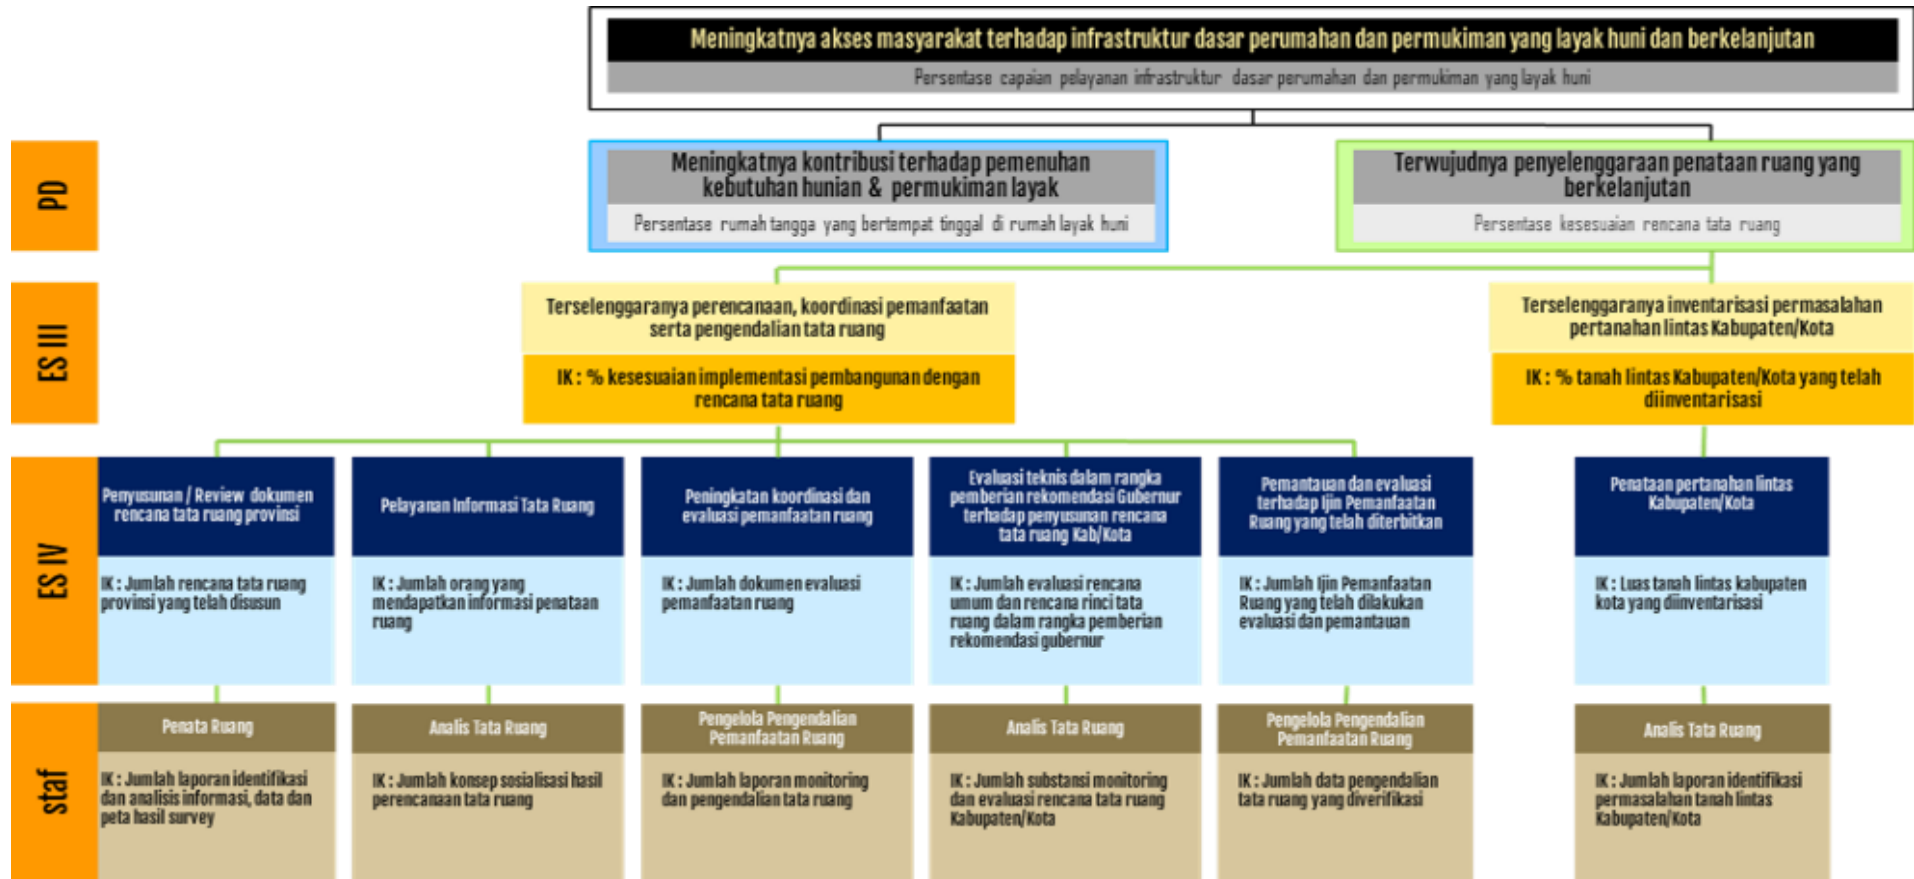 Meningkatnya akses masyarakat terhadap infrastruktur dasar perumahan dan permukiman yang layak huni dan berkelanjutan
Persentase capaian pelayanan infrastruktur dasar perumahan dan permukiman yang layak huni
PD
Meningkatnya kontribusi terhadap pemenuhan
kebutuhan hunian & permukiman layak
Persentase rumah tangga yang bertempat tinggal di rumah layak huni
Terwujudnya penyelenggaraan penataan ruang yang
berkelanjutan
Persentase kesesuaian rencana tata ruang
ES III
Terselenggaranya perencanaan, koordinasi pemanfaatan
serta pengendalian tata ruang
IK : % kesesuaian implementasi pembangunan dengan
rencana tata ruang
Terselenggaranya inventarisasi permasalahan
pertanahan lintas Kabupaten/Kota
IK : % tanah lintas Kabupaten/Kota yang telah
diinventarisasi
ES IV
Penyusunan / Review dokumen
rencana tata ruang provinsi
IK : Jumlah rencana tata ruang
provinsi yang telah disusun
Pelayanan Informasi Tata Ruang
IK : Jumlah orang yang
mendapatkan informasi penataan
ruang
Peningkatan koordinasi dan
evaluasi pemanfaatan ruang
IK : Jumlah dokumen evaluasi
pemanfaatan ruang
Evaluasi teknis dalam rangka
pemberian rekomendasi Gubernur
terhadap penyusunan rencana
tata ruang Kab/Kota
IK : Jumlah evaluasi rencana
umum dan rencana rinci tata
ruang dalam rangka pemberian
rekomendasi gubernur
Pemantauan dan evaluasi
terhadap Ijin Pemanfaatan
Ruang yang telah diterbitkan
IK : Jumlah Ijin Pemanfaatan
Ruang yang telah dilakukan
evaluasi dan pemantauan
Penataan pertanahan lintas
Kabupaten/Kota
IK : Luas tanah lintas kabupaten
kota yang diinventarisasi
staf
Penata Ruang
IK : Jumlah laporan identifikasi
dan analisis informasi, data dan
peta hasil survey
Analis Tata Ruang
IK : Jumlah konsep sosialisasi hasil
perencanaan tata ruang
Pengelola Pengendalian
Pemanfaatan Ruang
IK : Jumlah laporan monitoring
dan pengendalian tata ruang
Analis Tata Ruang
IK : Jumlah substansi monitoring
dan evaluasi rencana tata ruang
Kabupaten/Kota
Pengelola Pengendalian
Pemanfaatan Ruang
IK : Jumlah data pengendalian
tata ruang yang diverifikasi
Analis Tata Ruang
IK : Jumlah laporan identifikasi
permasalahan tanah lintas
Kabupaten/Kota